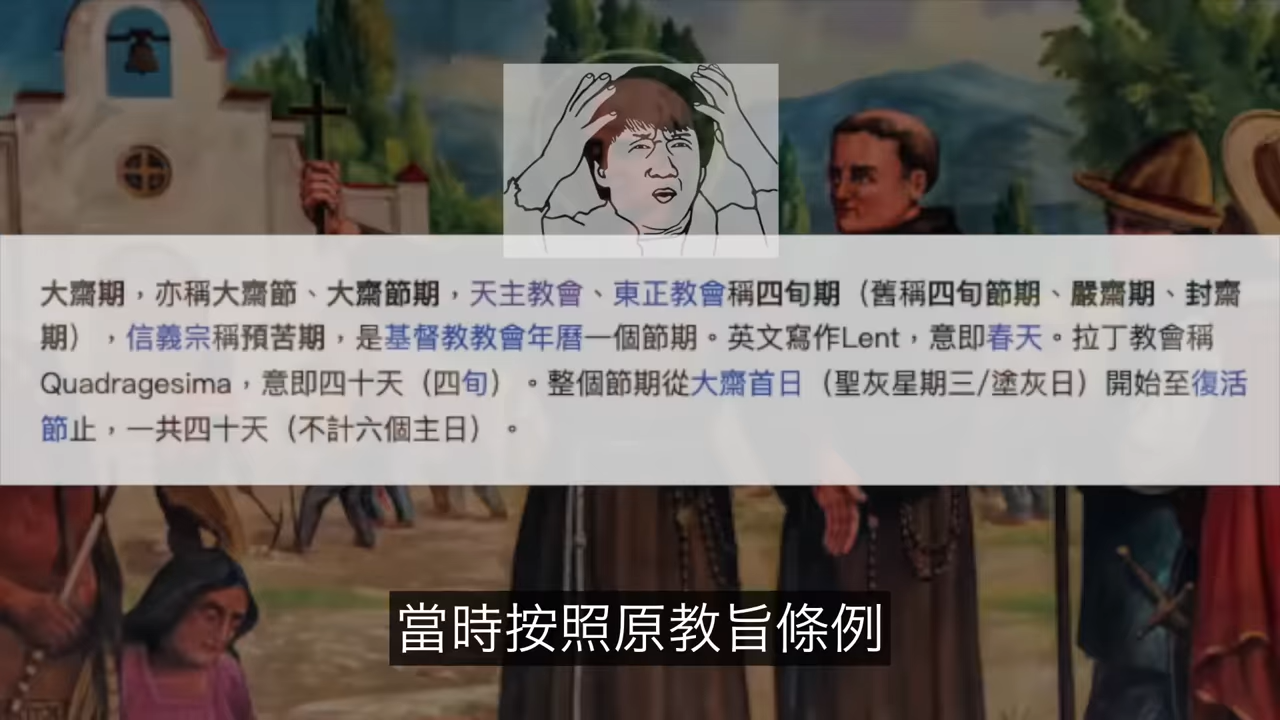 大齋期，亦稱大齋節、大齋節期，天主教會、東正教會稱四旬期（舊稱四旬節期、嚴齋期、封齋
期），信義宗稱預苦期，是基督教教會年曆一個節期。英文寫作Lent，意即春天。拉丁教會稱
Quadragesima，意即四十天（四旬）。整個節期從大齋首日（聖灰星期三/塗灰日）開始至復活
節止，一共四十天（不計六個主日）。
當時按照原教旨條例